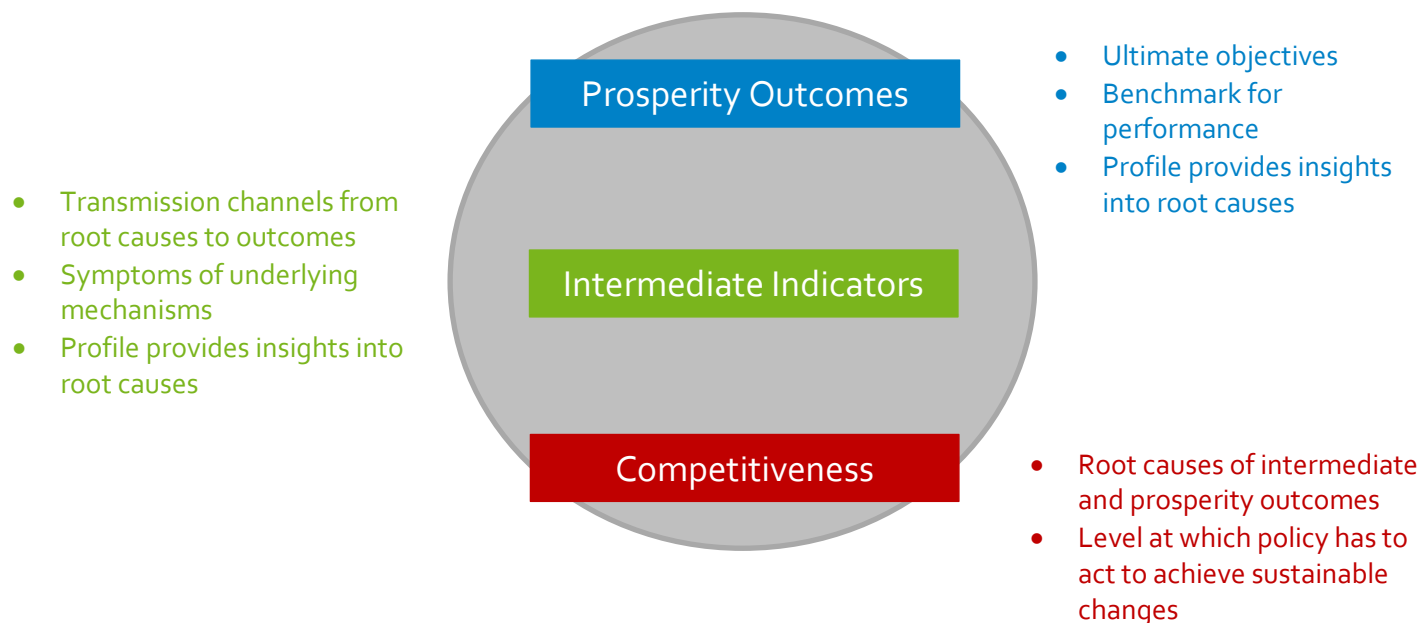 Prosperity Outcomes
• Ultimate objectives
• Benchmark for
performance
• Profile provides insights
into root causes
• Transmission channels from
root causes to outcomes
• Symptoms of underlying
mechanisms
• Profile provides insights into
root causes
Intermediate Indicators
Competitiveness
• Root causes of intermediate
and prosperity outcomes
• Level at which policy has to
act to achieve sustainable
changes